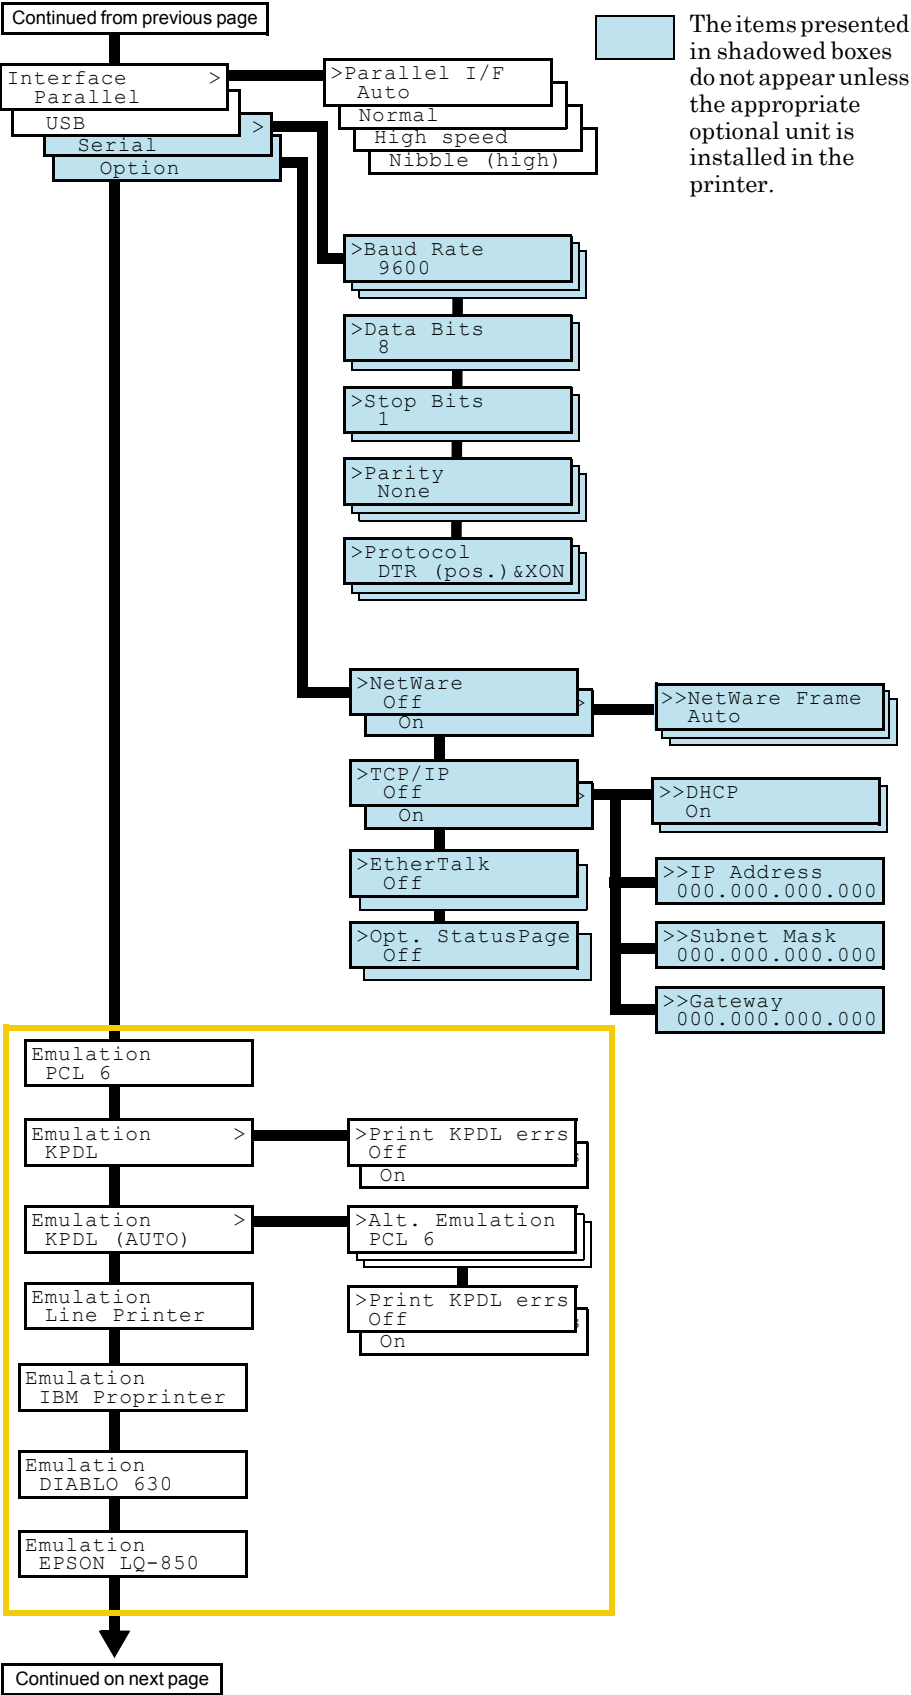 Continued from previous page
The items presented
in shadowed boxes
do not appear unless
the appropriate
optional unit is
installed in the
printer.
Interface >
Parallel
USB
Serial >
Option
>Parallel I/F
Auto
Normal
High speed
Nibble (high)
>Baud Rate
9600
>Data Bits
8
>Stop Bits
1
>Parity
None
>Protocol
DTR (pos.)&XON
>NetWare
Off
On >
>>NetWare Frame
Auto
>TCP/IP
Off
On >
>>DHCP
On
>>IP Address
000.000.000.000
>>Subnet Mask
000.000.000.000
>>Gateway
000.000.000.000
>EtherTalk
Off
>Opt. StatusPage
Off
Emulation
PCL 6
Emulation >
KPDL
>Print KPDL errs
Off
On
Emulation >
KPDL (AUTO)
>Alt. Emulation
PCL 6
>Print KPDL errs
Off
On
Emulation
Line Printer
Emulation
IBM Proprinter
Emulation
DIABLO 630
Emulation
EPSON LQ-850
Continued on next page